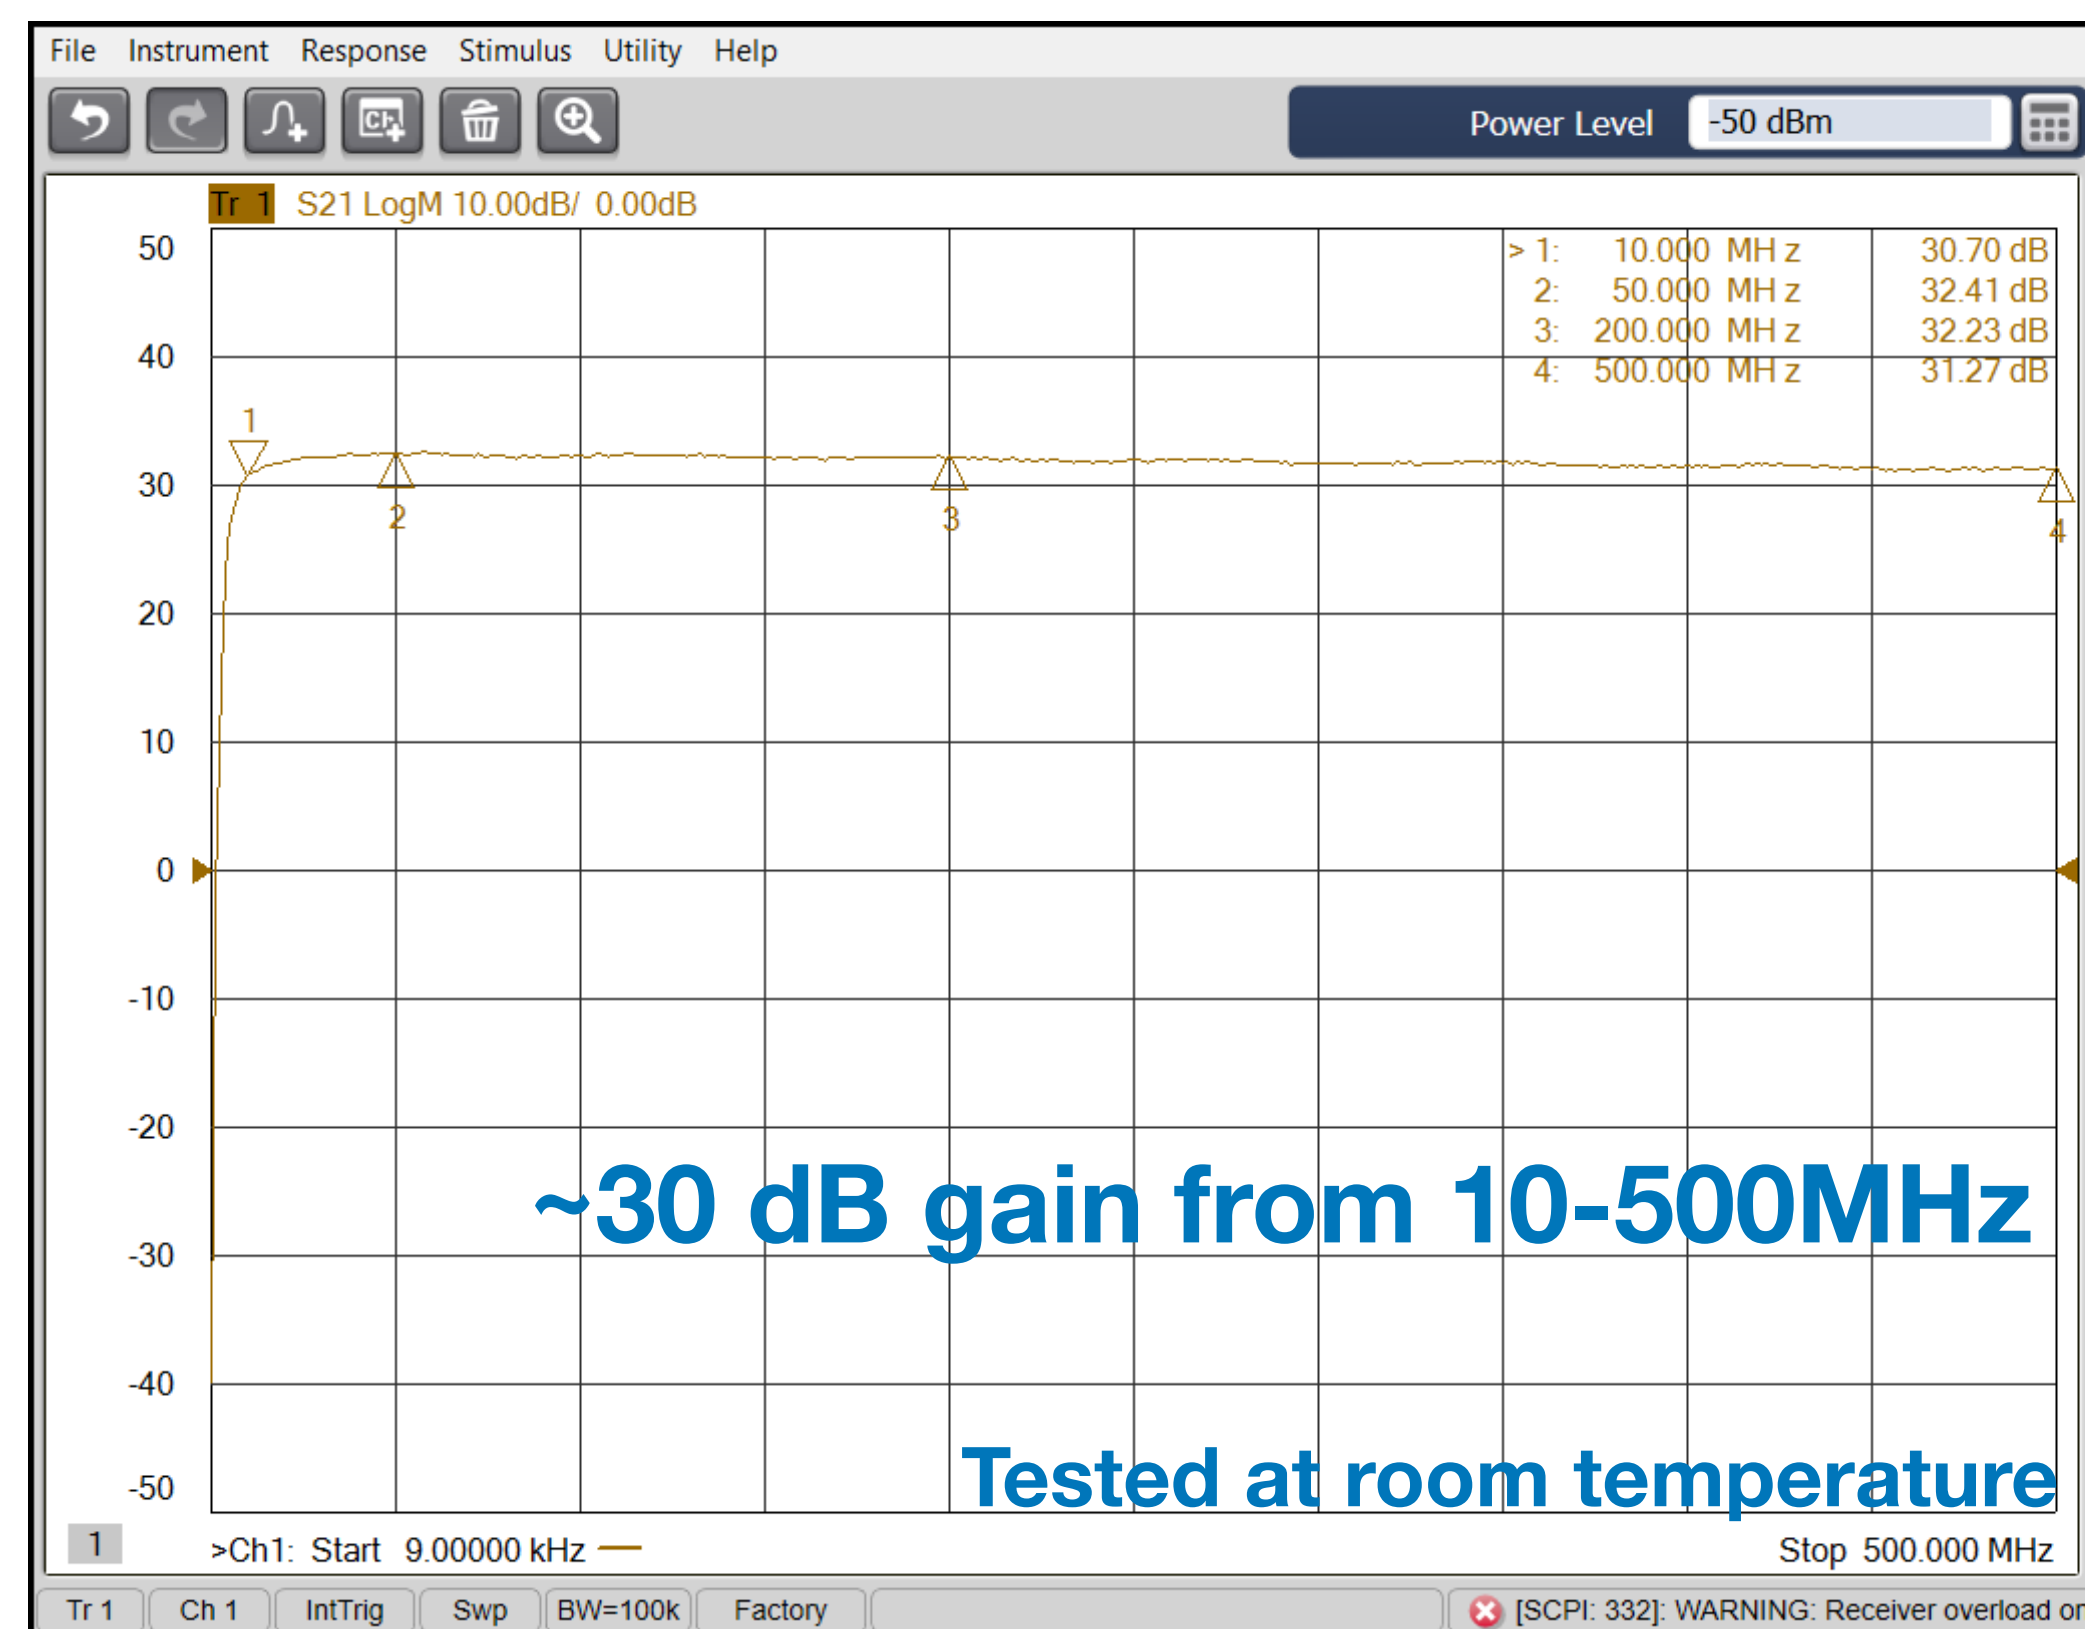 File Instrument Response Stimulus Utility Help
Power Level -50 dBm
Tr 1 S21 LogM 10.00dB/ 0.00dB
50
> 1: 10.000 MHz 30.70 dB
2: 50.000 MHz 32.41 dB
3: 200.000 MHz 32.23 dB
4: 500.000 MHz 31.27 dB
40
1
30
2
3
4
20
10
0
-10
-20
~30 dB gain from 10-500MHz
-30
-40
Tested at room temperature
-50
1 >Ch1: Start 9.00000 kHz Stop 500.000 MHz
Tr 1 Ch 1 IntTrig Swp BW=100k Factory [SCPI: 332]: WARNING: Receiver overload on